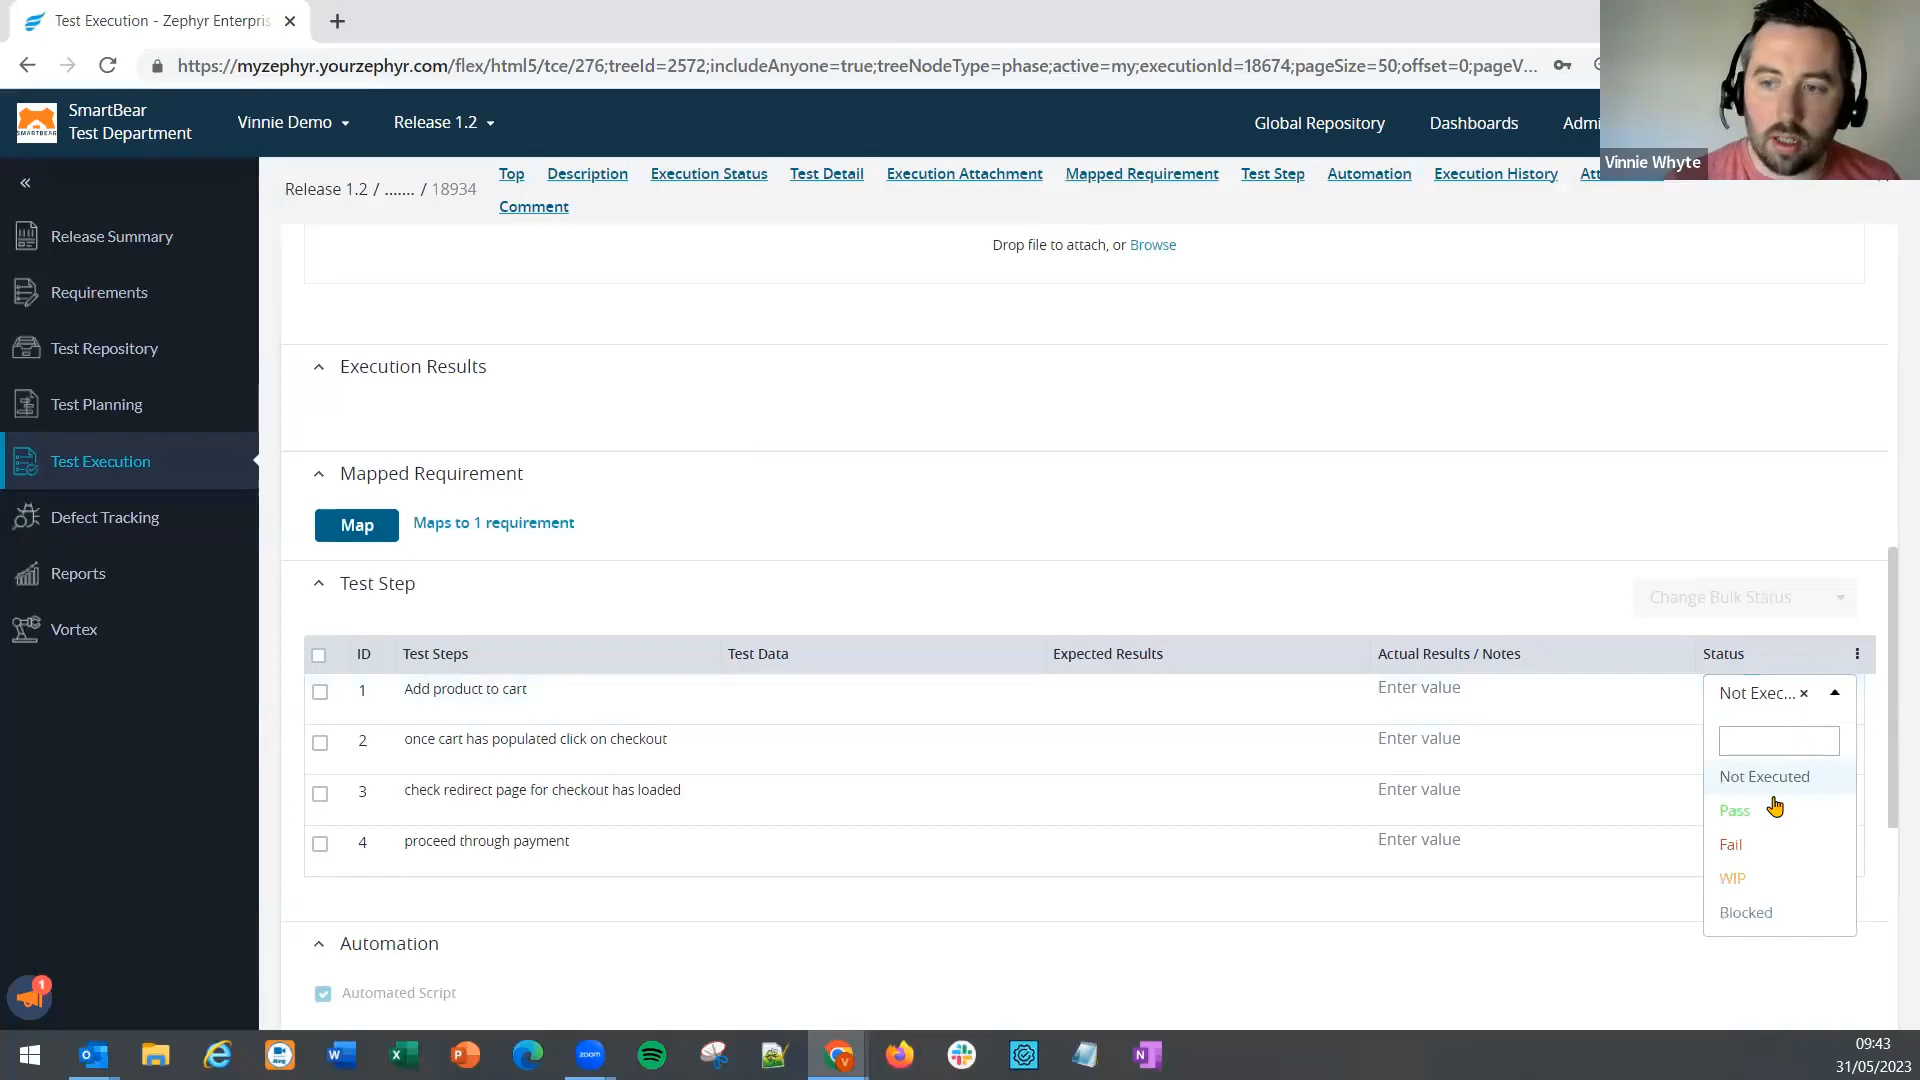 Test Execution - Zephyr Enterpris
https://myzephyr.yourzephyr.com/flex/html5/tce/276;treeId=2572;includeAnyone=true;treeNodeType=phase;active=my;executionId=18674;pageSize=50;offset=0;pageV...
SmartBear
Test Department
Vinnie Demo
Release 1.2
Global Repository
Dashboards
Admi
Vinnie Whyte
Release 1.2 / ....... / 18934
Top
Description
Execution Status
Test Detail
Execution Attachment
Mapped Requirement
Test Step
Automation
Execution History
Att
Comment
Release Summary
Requirements
Test Repository
Test Planning
Test Execution
Defect Tracking
Reports
Vortex
Drop file to attach, or Browse
Execution Results
Mapped Requirement
Map
Maps to 1 requirement
Test Step
Change Bulk Status
ID Test Steps Test Data Expected Results Actual Results / Notes Status
1 Add product to cart Enter value Not Exec... ×
2 once cart has populated click on checkout Enter value
3 check redirect page for checkout has loaded Enter value
4 proceed through payment Enter value
Not Executed
Pass
Fail
WIP
Blocked
Automation
Automated Script
1
zoom
09:43
31/05/2023